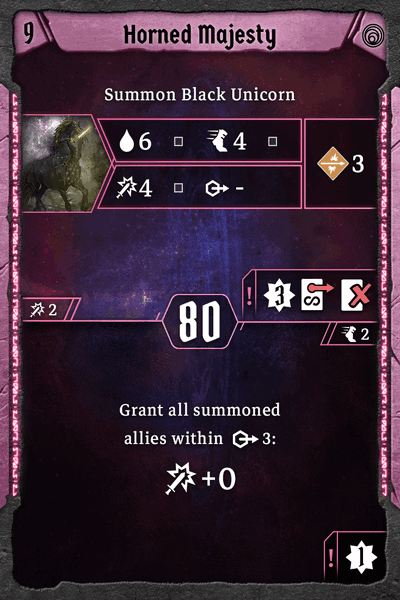 9 Horned Majesty
Summon Black Unicorn
6 4
3
4 -
! 3
2
80
2
Grant all summoned
allies within 3:
+0
! 1